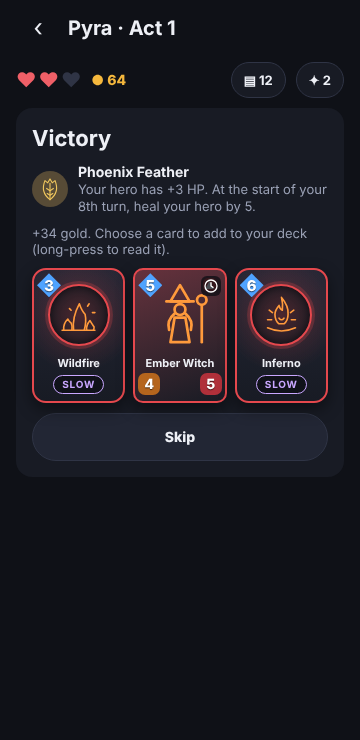 Pyra · Act 1
64
12
2
Victory
Phoenix Feather
Your hero has +3 HP. At the start of your
8th turn, heal your hero by 5.
+34 gold. Choose a card to add to your deck
(long-press to read it).
3
5
6
Wildfire
Ember Witch
Inferno
SLOW
4
5
SLOW
Skip